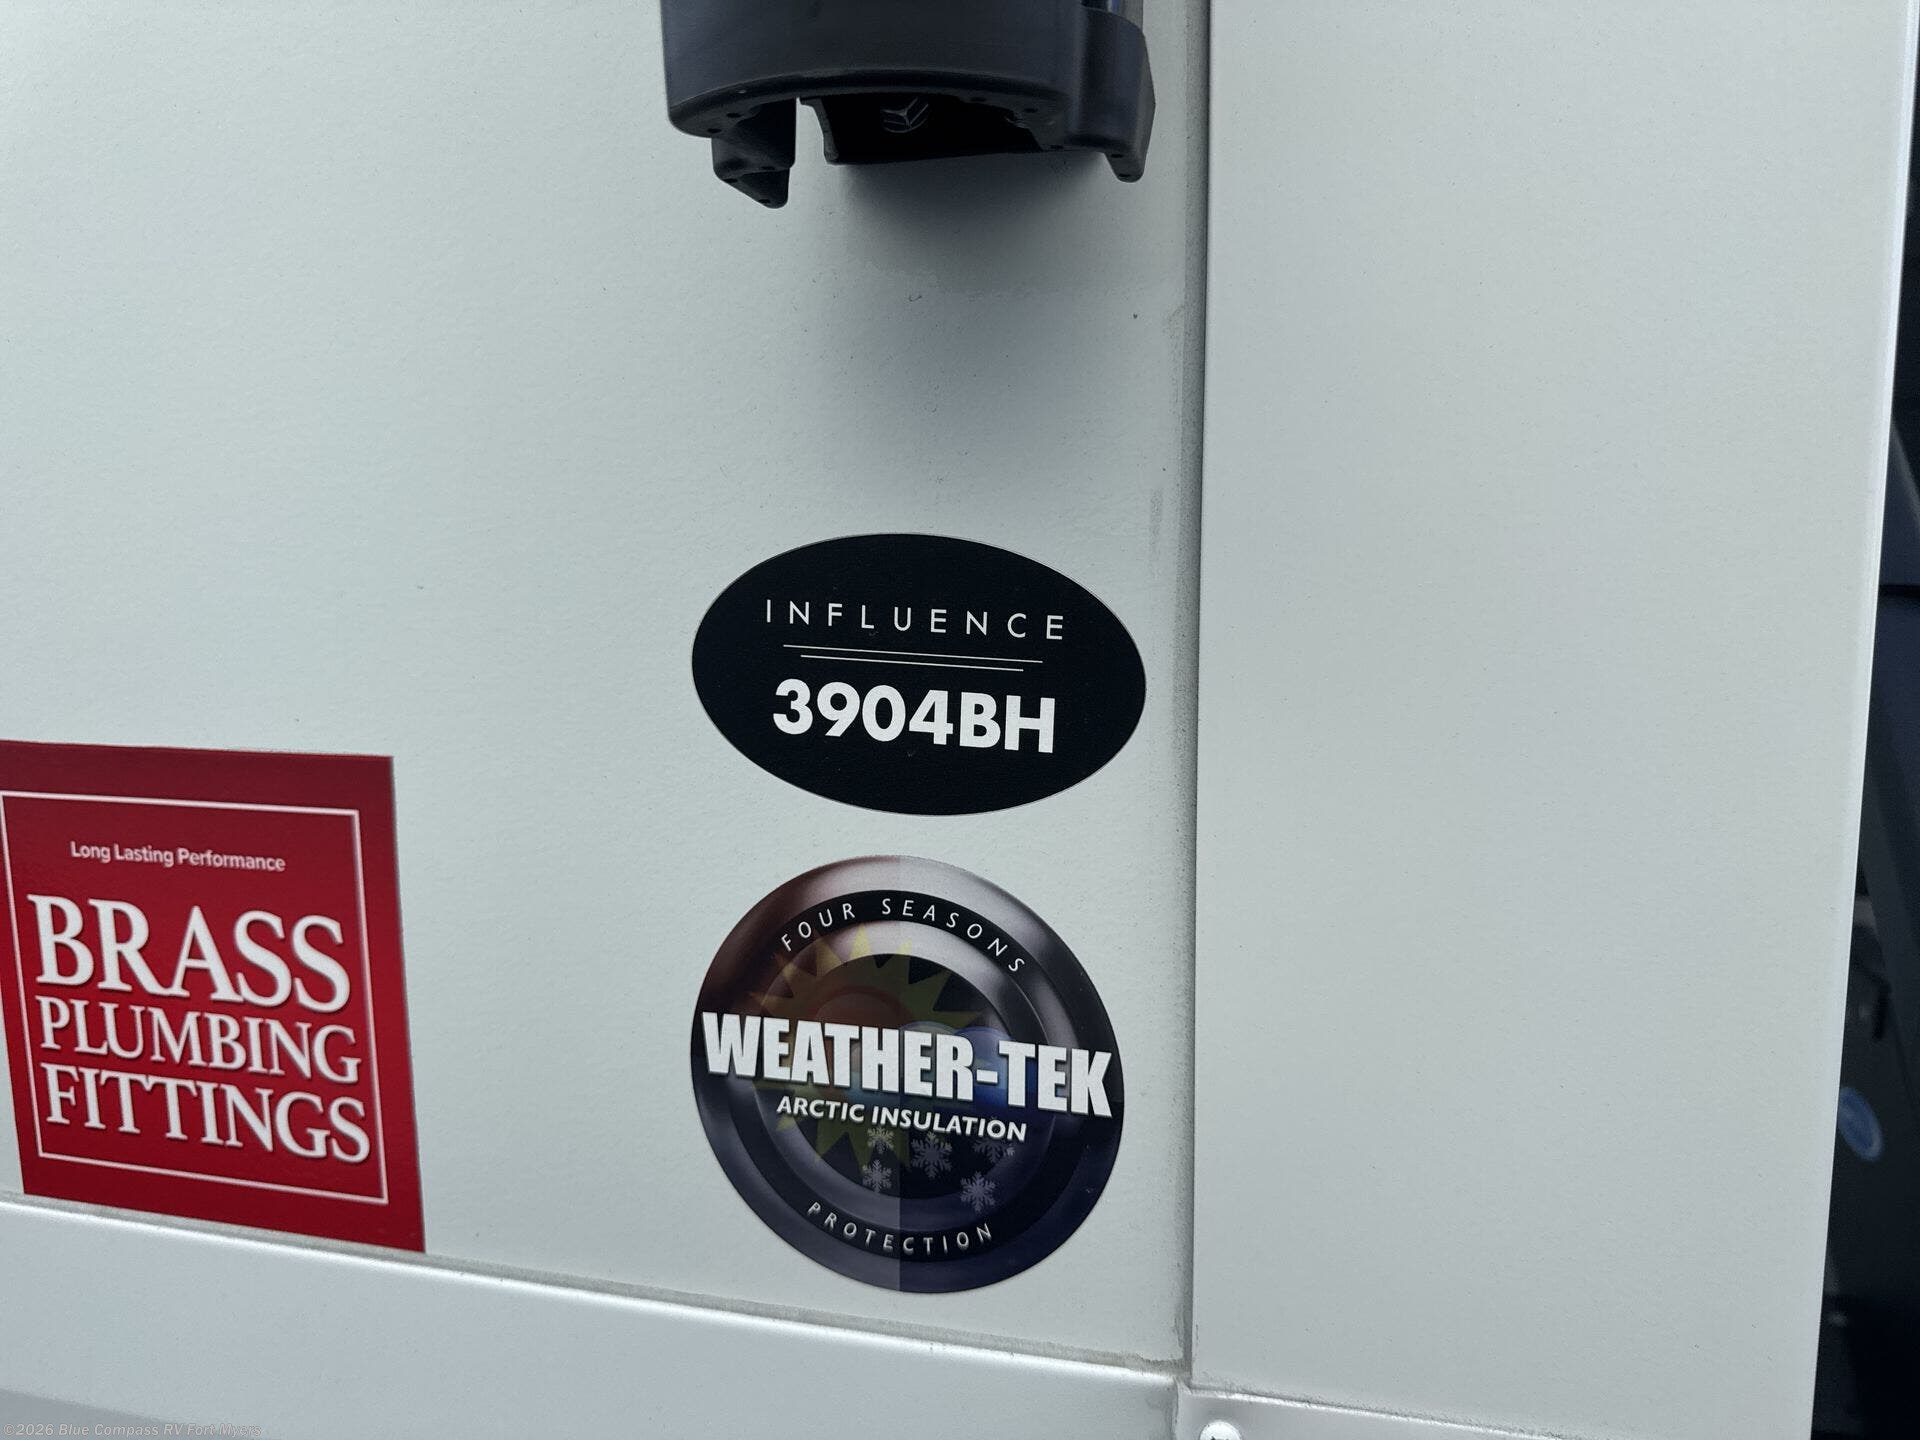 INFLUENCE
3904BH
Long Lasting Performance
BRASS
PLUMBING
FITTINGS
FOUR SEASONS
WEATHER-TEK
ARCTIC INSULATION
PROTECTION
©2026 Blue Compass RV Fort Myers